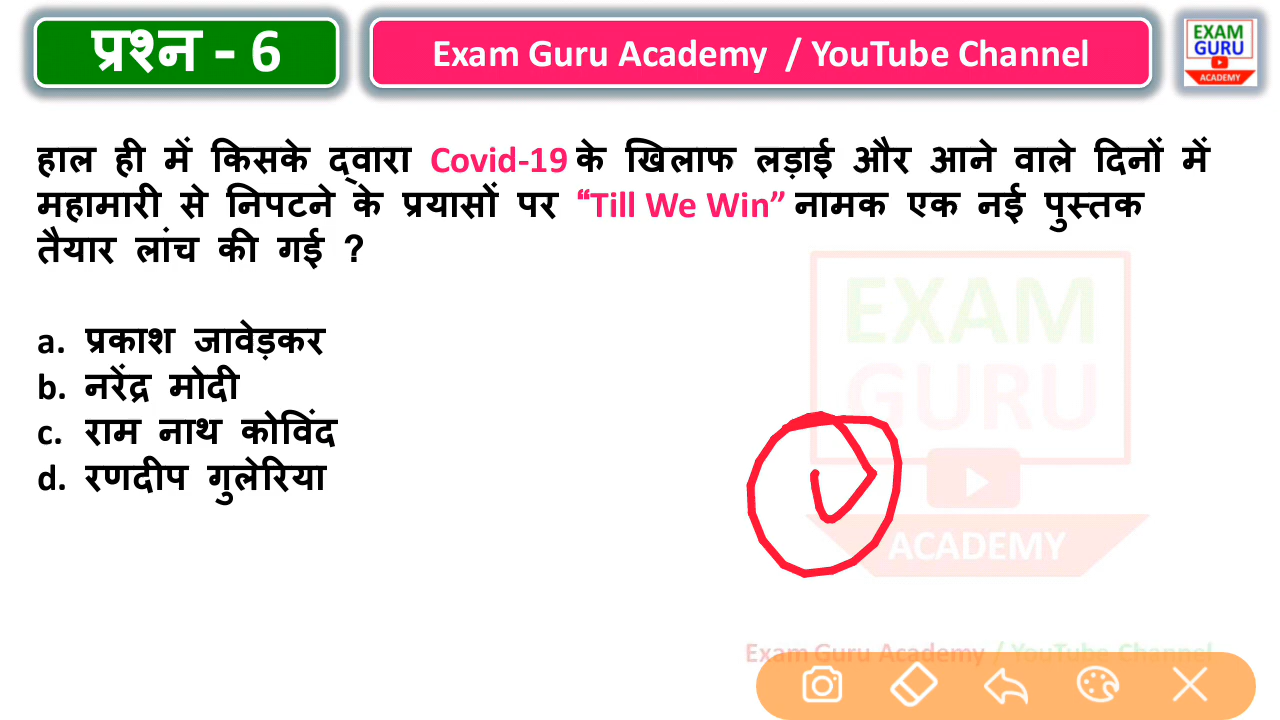 प्रश्न - 6
Exam Guru Academy / YouTube Channel
EXAM
GURU
ACADEMY
हाल ही में किसके द्वारा Covid-19 के खिलाफ लड़ाई और आने वाले दिनों में
महामारी से निपटने के प्रयासों पर “Till We Win” नामक एक नई पुस्तक
तैयार लांच की गई ?
a. प्रकाश जावेड़कर
b. नरेंद्र मोदी
c. राम नाथ कोविंद
d. रणदीप गुलेरिया
EXAM
GURU
ACADEMY
Exam Guru Academy / YouTube Channel